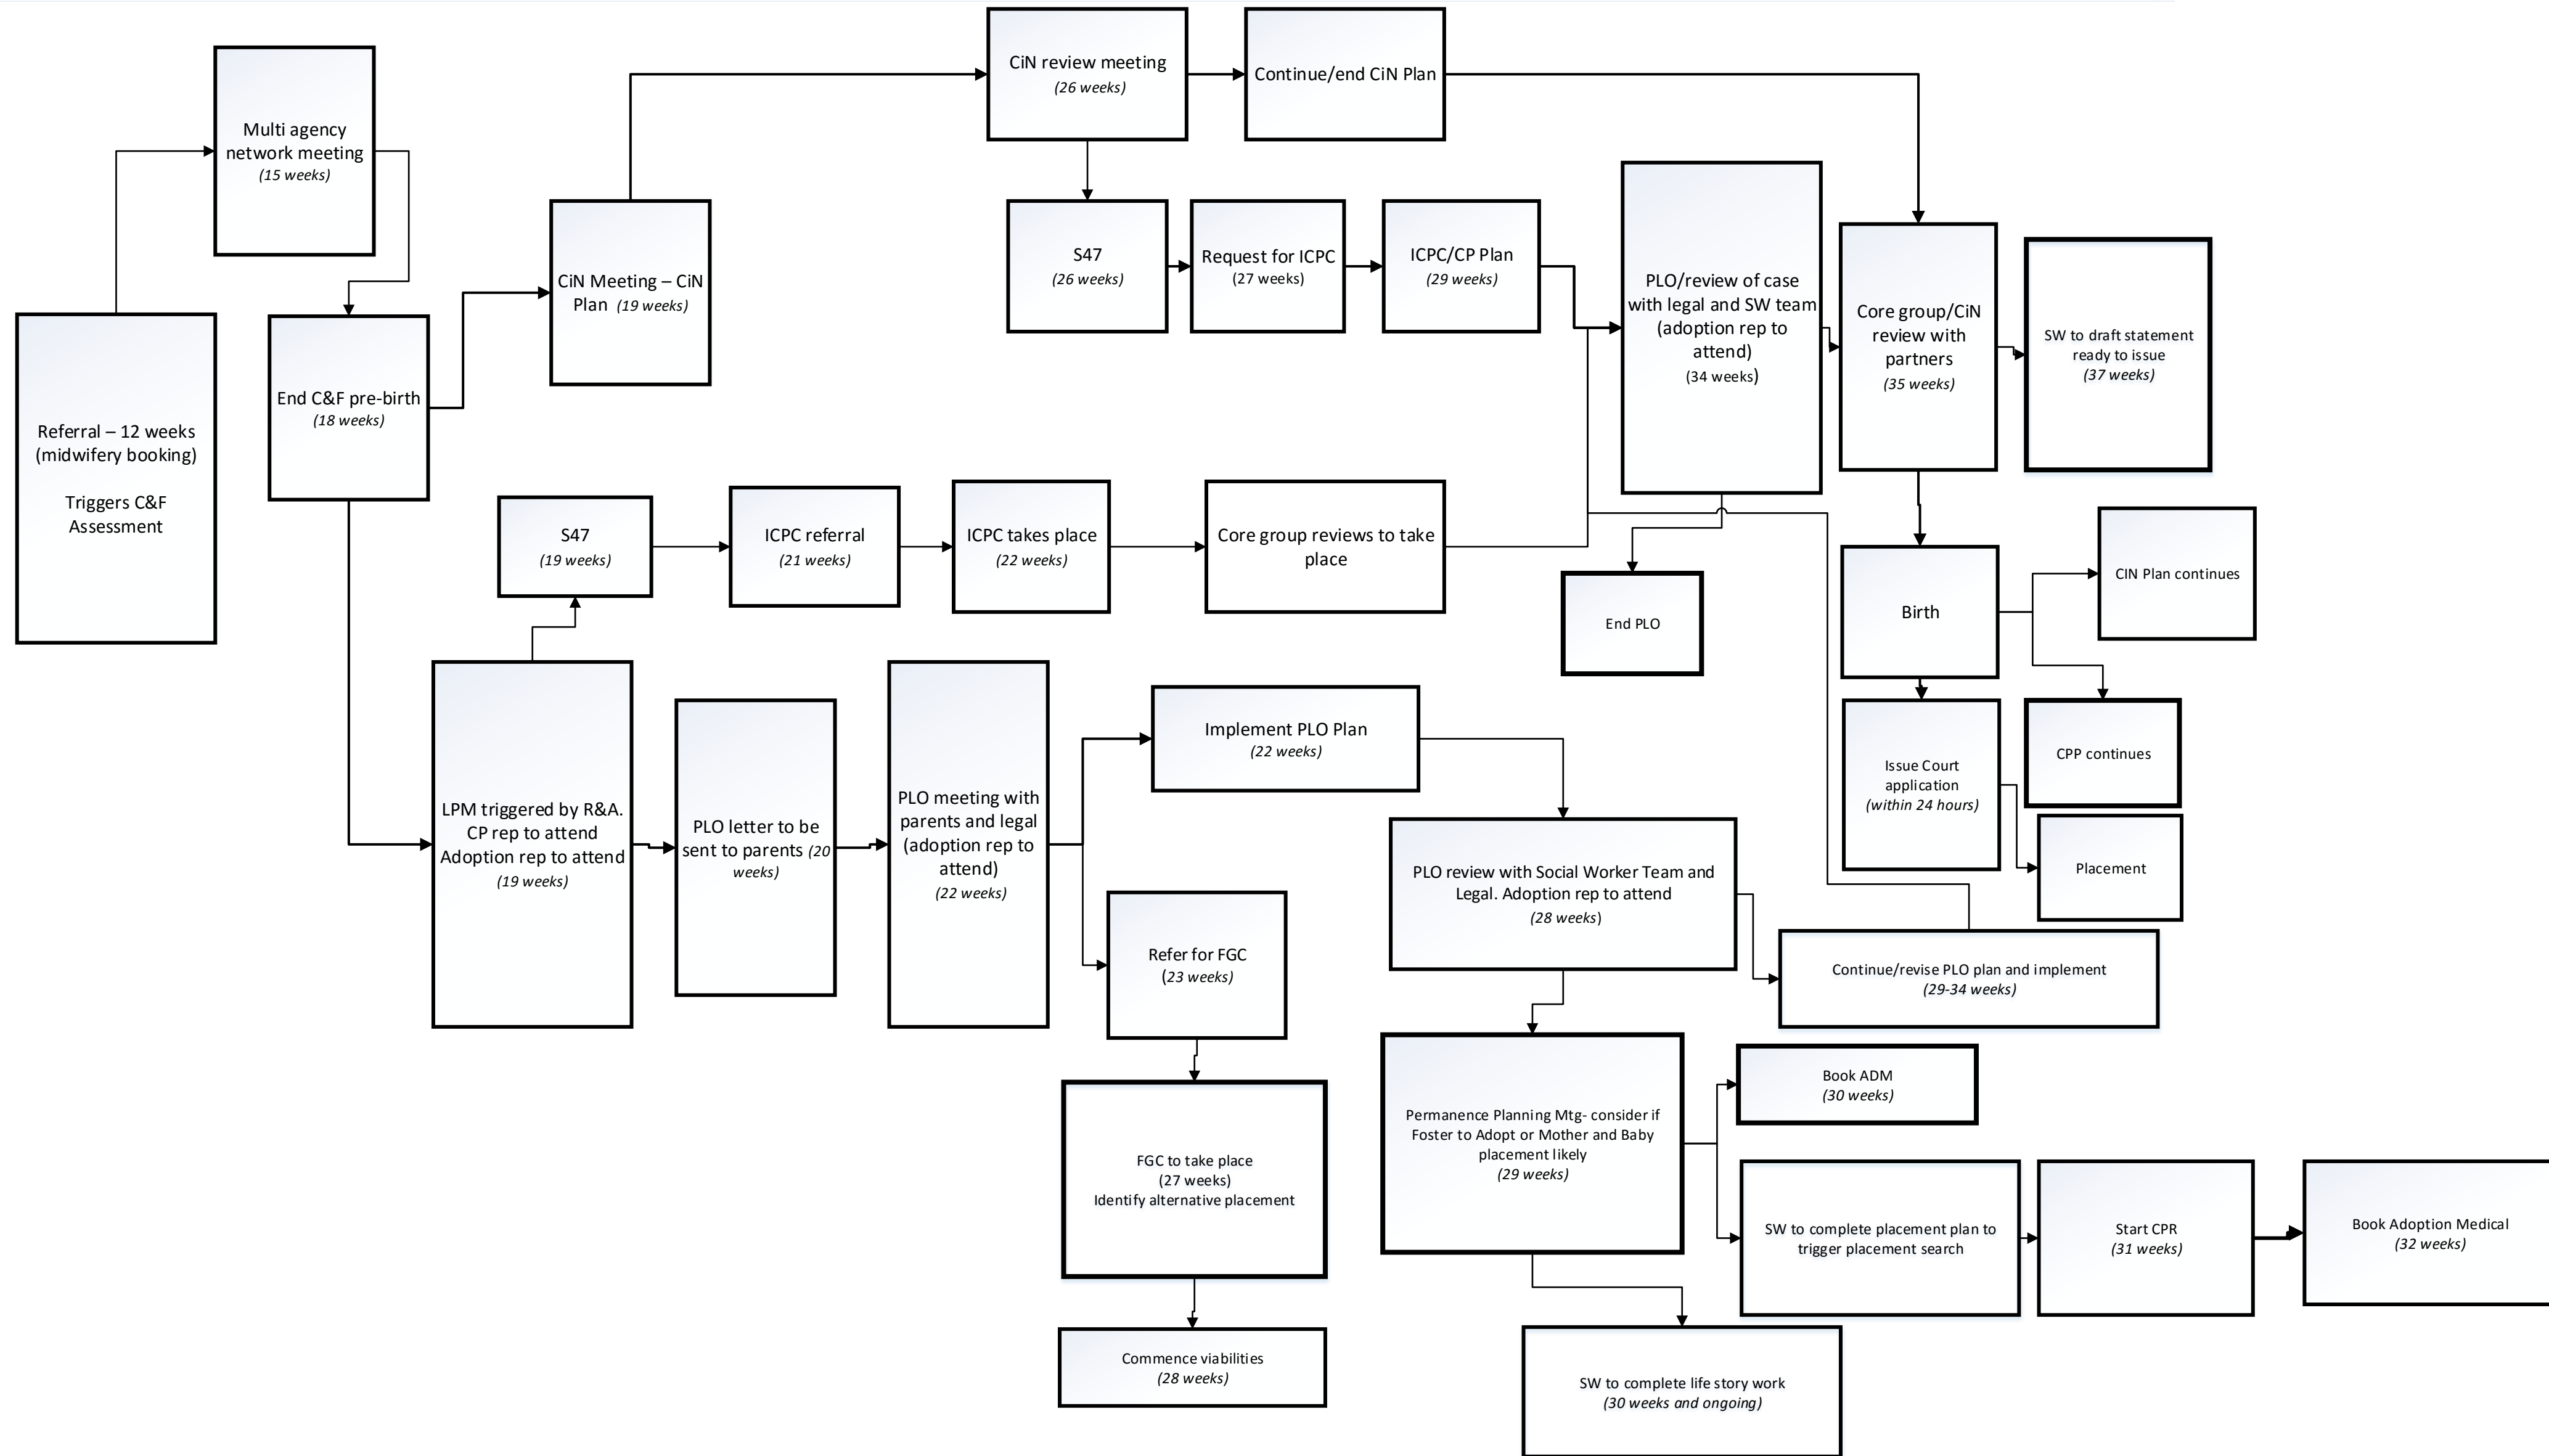 CiN review meeting
(26 weeks)
Continue/end CiN Plan
Multi agency
network meeting
(15 weeks)
CiN Meeting – CiN
Plan (19 weeks)
S47
(26 weeks)
Request for ICPC
(27 weeks)
ICPC/CP Plan
(29 weeks)
PLO/review of case
with legal and SW team
(adoption rep to
attend)
(34 weeks)
Core group/CiN
review with
partners
(35 weeks)
SW to draft statement
ready to issue
(37 weeks)
End C&F pre-birth
(18 weeks)
Referral – 12 weeks
(midwifery booking)
Triggers C&F
Assessment
S47
(19 weeks)
ICPC referral
(21 weeks)
ICPC takes place
(22 weeks)
Core group reviews to take
place
End PLO
Birth
CIN Plan continues
LPM triggered by R&A.
CP rep to attend
Adoption rep to attend
(19 weeks)
PLO letter to be
sent to parents (20
weeks)
PLO meeting with
parents and legal
(adoption rep to
attend)
(22 weeks)
Implement PLO Plan
(22 weeks)
Issue Court
application
(within 24 hours)
CPP continues
Placement
PLO review with Social Worker Team and
Legal. Adoption rep to attend
(28 weeks)
Refer for FGC
(23 weeks)
Continue/revise PLO plan and implement
(29-34 weeks)
Book ADM
(30 weeks)
Permanence Planning Mtg- consider if
Foster to Adopt or Mother and Baby
placement likely
(29 weeks)
FGC to take place
(27 weeks)
Identify alternative placement
SW to complete placement plan to
trigger placement search
Start CPR
(31 weeks)
Book Adoption Medical
(32 weeks)
Commence viabilities
(28 weeks)
SW to complete life story work
(30 weeks and ongoing)